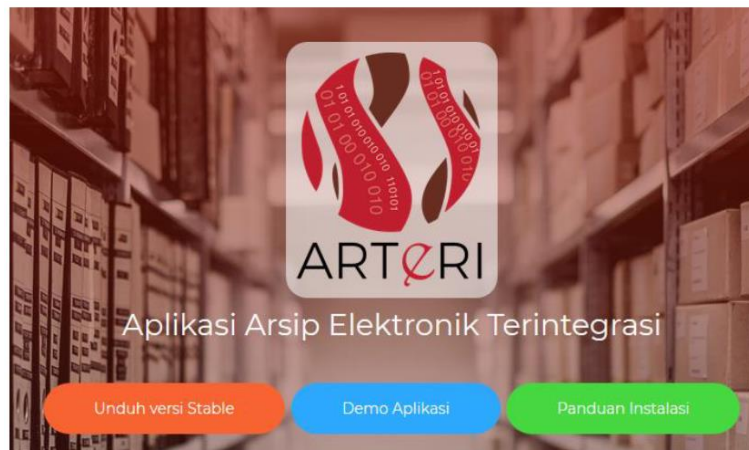 ARTERI
Aplikasi Arsip Elektronik Terintegrasi
Unduh versi Stable
Demo Aplikasi
Panduan Instalasi